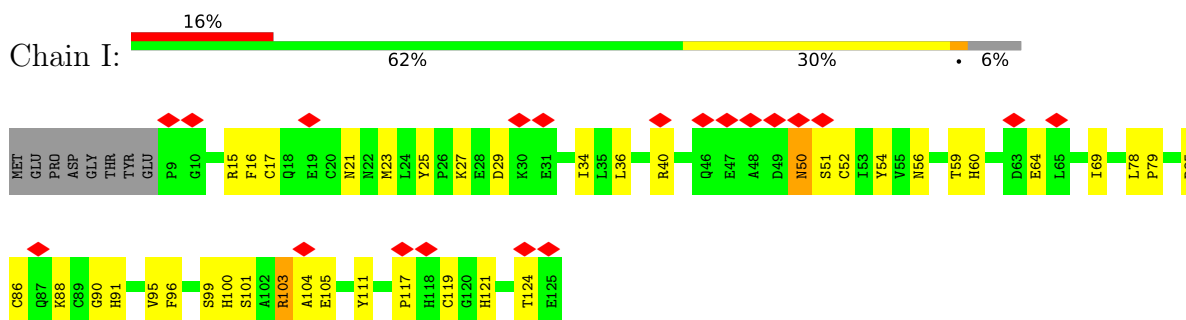 16%
Chain I:
62% 30% • 6%
MET GLU PRO ASP GLY THR TYR GLU P9 G10 R15 F16 C17 Q18 E19 C20 N21 N22 M23 L24 Y25 P26 K27 E28 D29 K30 E31 I34 L35 L36 R40 Q46 E47 A48 D49 N50 S51 C52 I53 Y54 V55 N56 T59 H60 D63 E64 L65 I69 L78 P79
C86 Q87 K88 C89 G90 H91 V95 F96 S99 H100 S101 A102 R103 A104 E105 Y111 P117 H118 C119 G120 H121 T124 E125